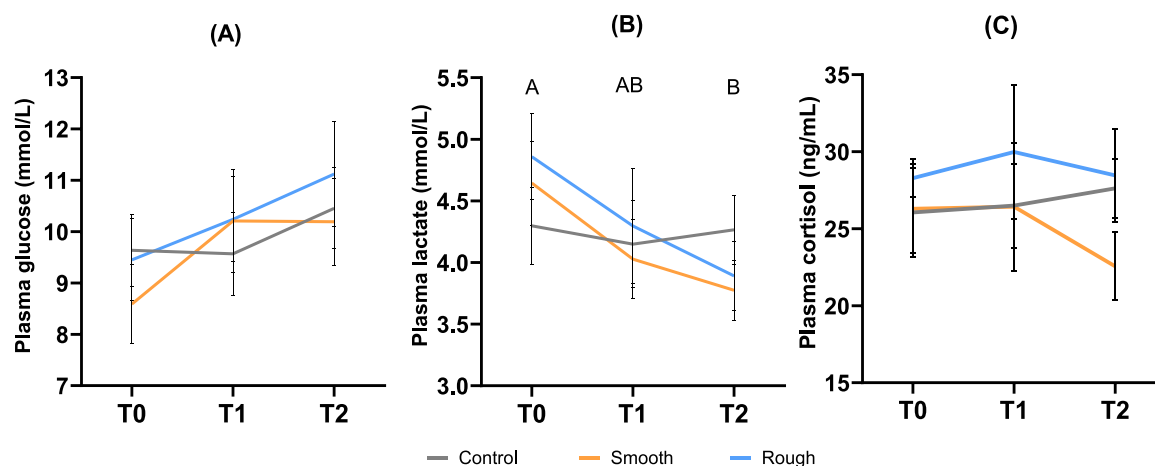 (A)
Plasma glucose (mmol/L)
13
12
11
10
9
8
7
T0 T1 T2
(B)
Plasma lactate (mmol/L)
5.5
5.0
4.5
4.0
3.5
3.0
A AB B
T0 T1 T2
(C)
Plasma cortisol (ng/mL)
35
30
25
20
15
T0 T1 T2
Control Smooth Rough